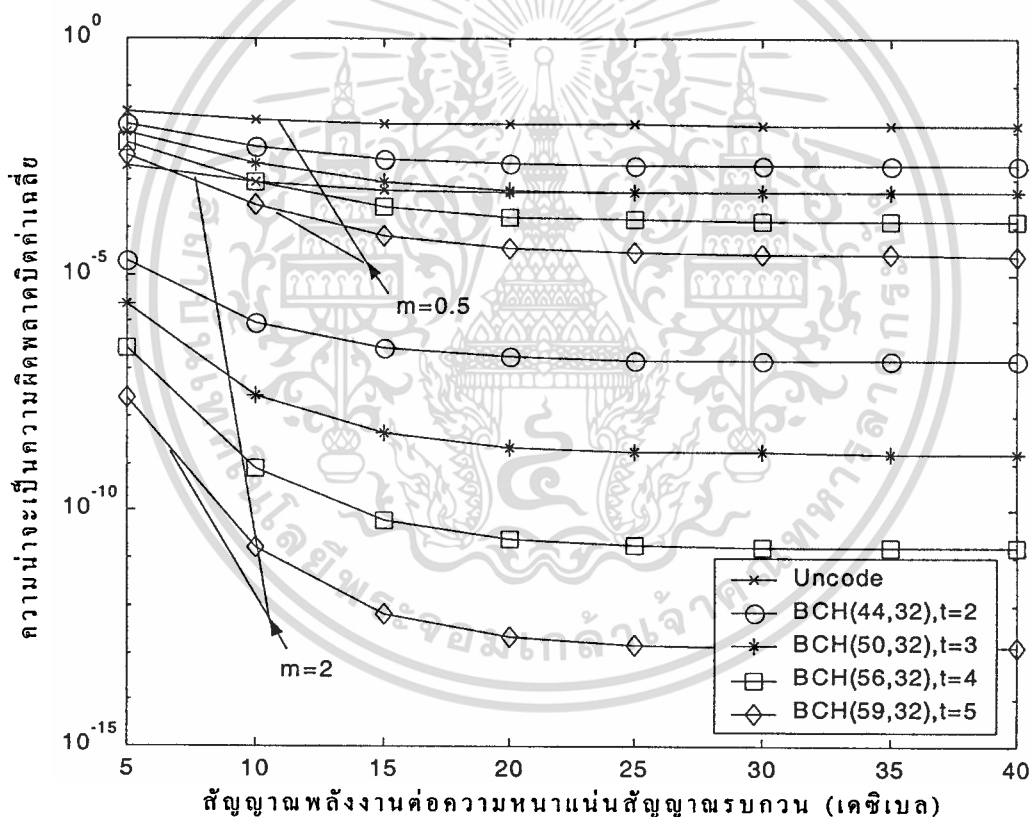 10^0
10^-5
10^-10
10^-15
ความน่าจะเป็นความผิดพลาดบิตค่าเฉลี่ย
m=0.5
m=2
Uncode
BCH(44,32),t=2
BCH(50,32),t=3
BCH(56,32),t=4
BCH(59,32),t=5
5 10 15 20 25 30 35 40
สัญญาณพลังงานต่อความหนาแน่นสัญญาณรบกวน (เดซิเบล)